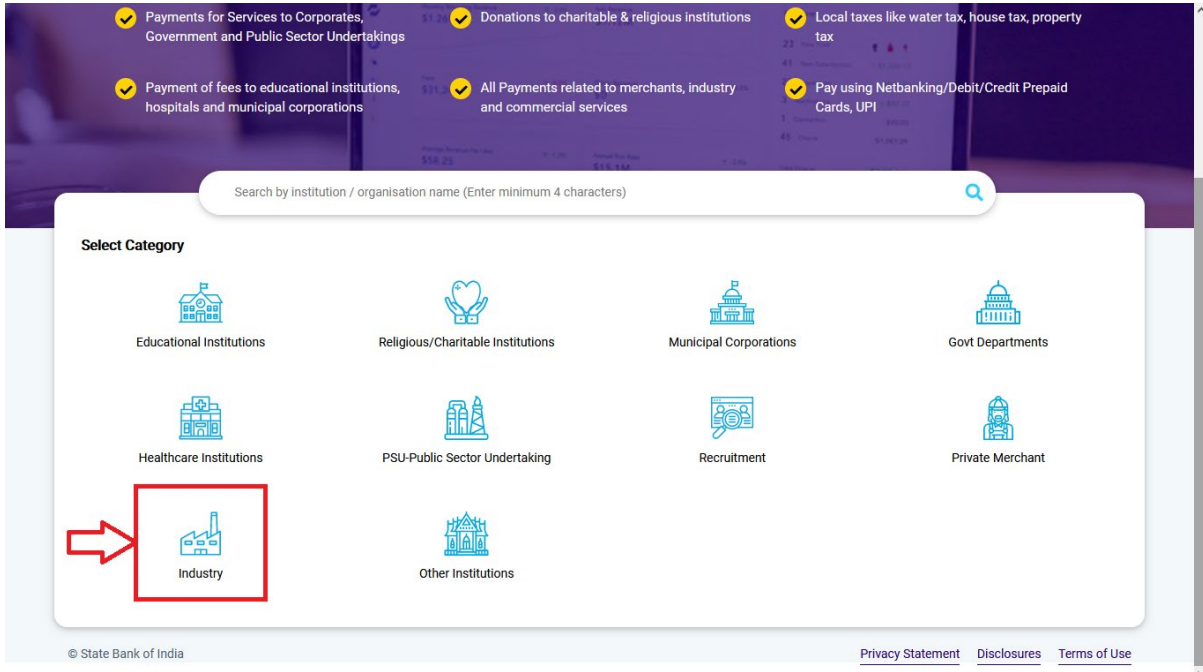 Payments for Services to Corporates,
Government and Public Sector Undertakings
Donations to charitable & religious institutions
Local taxes like water tax, house tax, property
tax
Payment of fees to educational institutions,
hospitals and municipal corporations
All Payments related to merchants, industry
and commercial services
Pay using Netbanking/Debit/Credit Prepaid
Cards, UPI
Search by institution / organisation name (Enter minimum 4 characters)
Select Category
Educational Institutions
Religious/Charitable Institutions
Municipal Corporations
Govt Departments
Healthcare Institutions
PSU-Public Sector Undertaking
Recruitment
Private Merchant
Industry
Other Institutions
© State Bank of India
Privacy Statement Disclosures Terms of Use